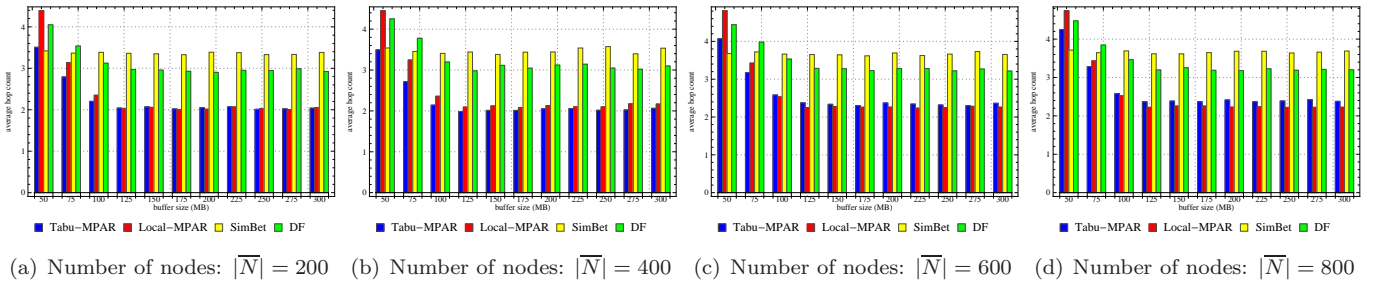 average hop count
4
3
2
1
0
50 75 100 125 150 175 200 225 250 275 300
buffer size (MB)
Tabu−MPAR Local−MPAR SimBet DF
(a) Number of nodes: |N̅| = 200
average hop count
4
3
2
1
0
50 75 100 125 150 175 200 225 250 275 300
buffer size (MB)
Tabu−MPAR Local−MPAR SimBet DF
(b) Number of nodes: |N̅| = 400
average hop count
4
3
2
1
0
50 75 100 125 150 175 200 225 250 275 300
buffer size (MB)
Tabu−MPAR Local−MPAR SimBet DF
(c) Number of nodes: |N̅| = 600
average hop count
4
3
2
1
0
50 75 100 125 150 175 200 225 250 275 300
buffer size (MB)
Tabu−MPAR Local−MPAR SimBet DF
(d) Number of nodes: |N̅| = 800